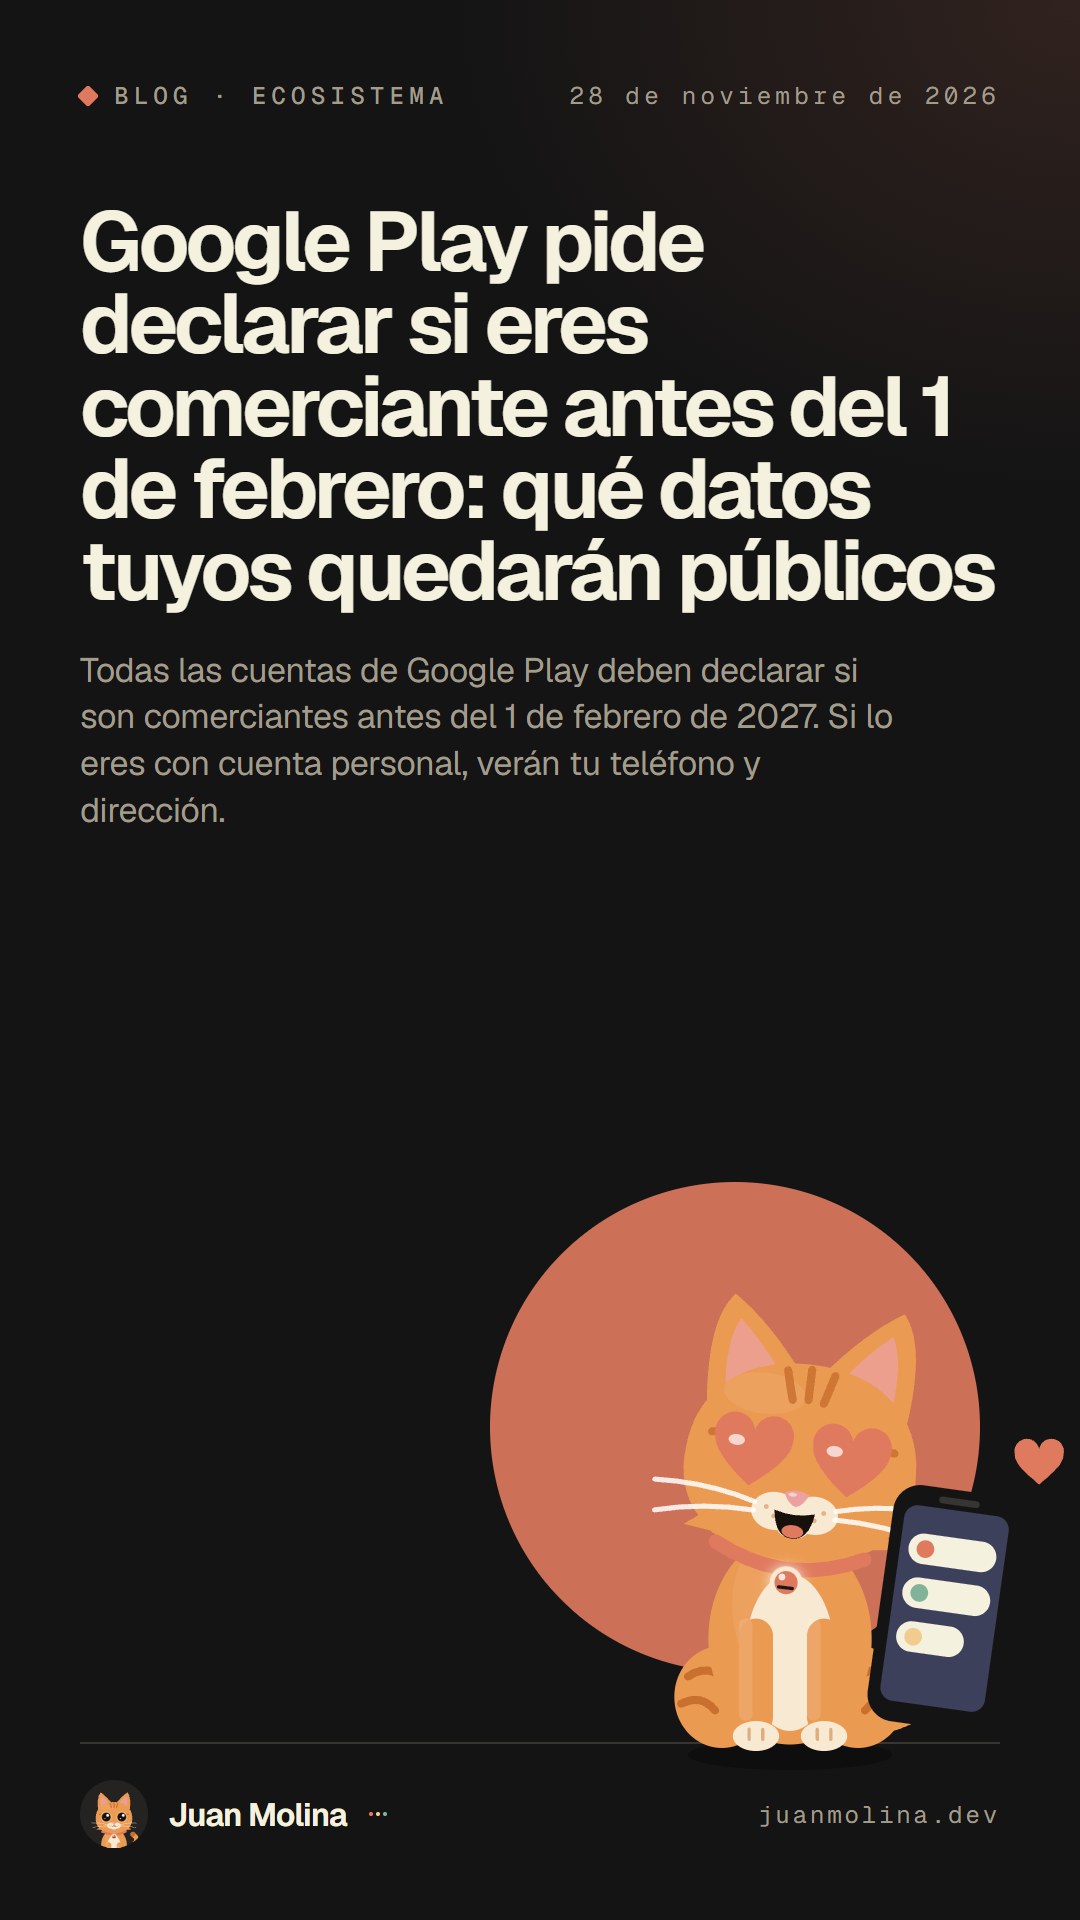 BLOG · ECOSISTEMA
28 de noviembre de 2026
Google Play pide
declarar si eres
comerciante antes del 1
de febrero: qué datos
tuyos quedarán públicos
Todas las cuentas de Google Play deben declarar si
son comerciantes antes del 1 de febrero de 2027. Si lo
eres con cuenta personal, verán tu teléfono y
dirección.
Juan Molina
juanmolina.dev